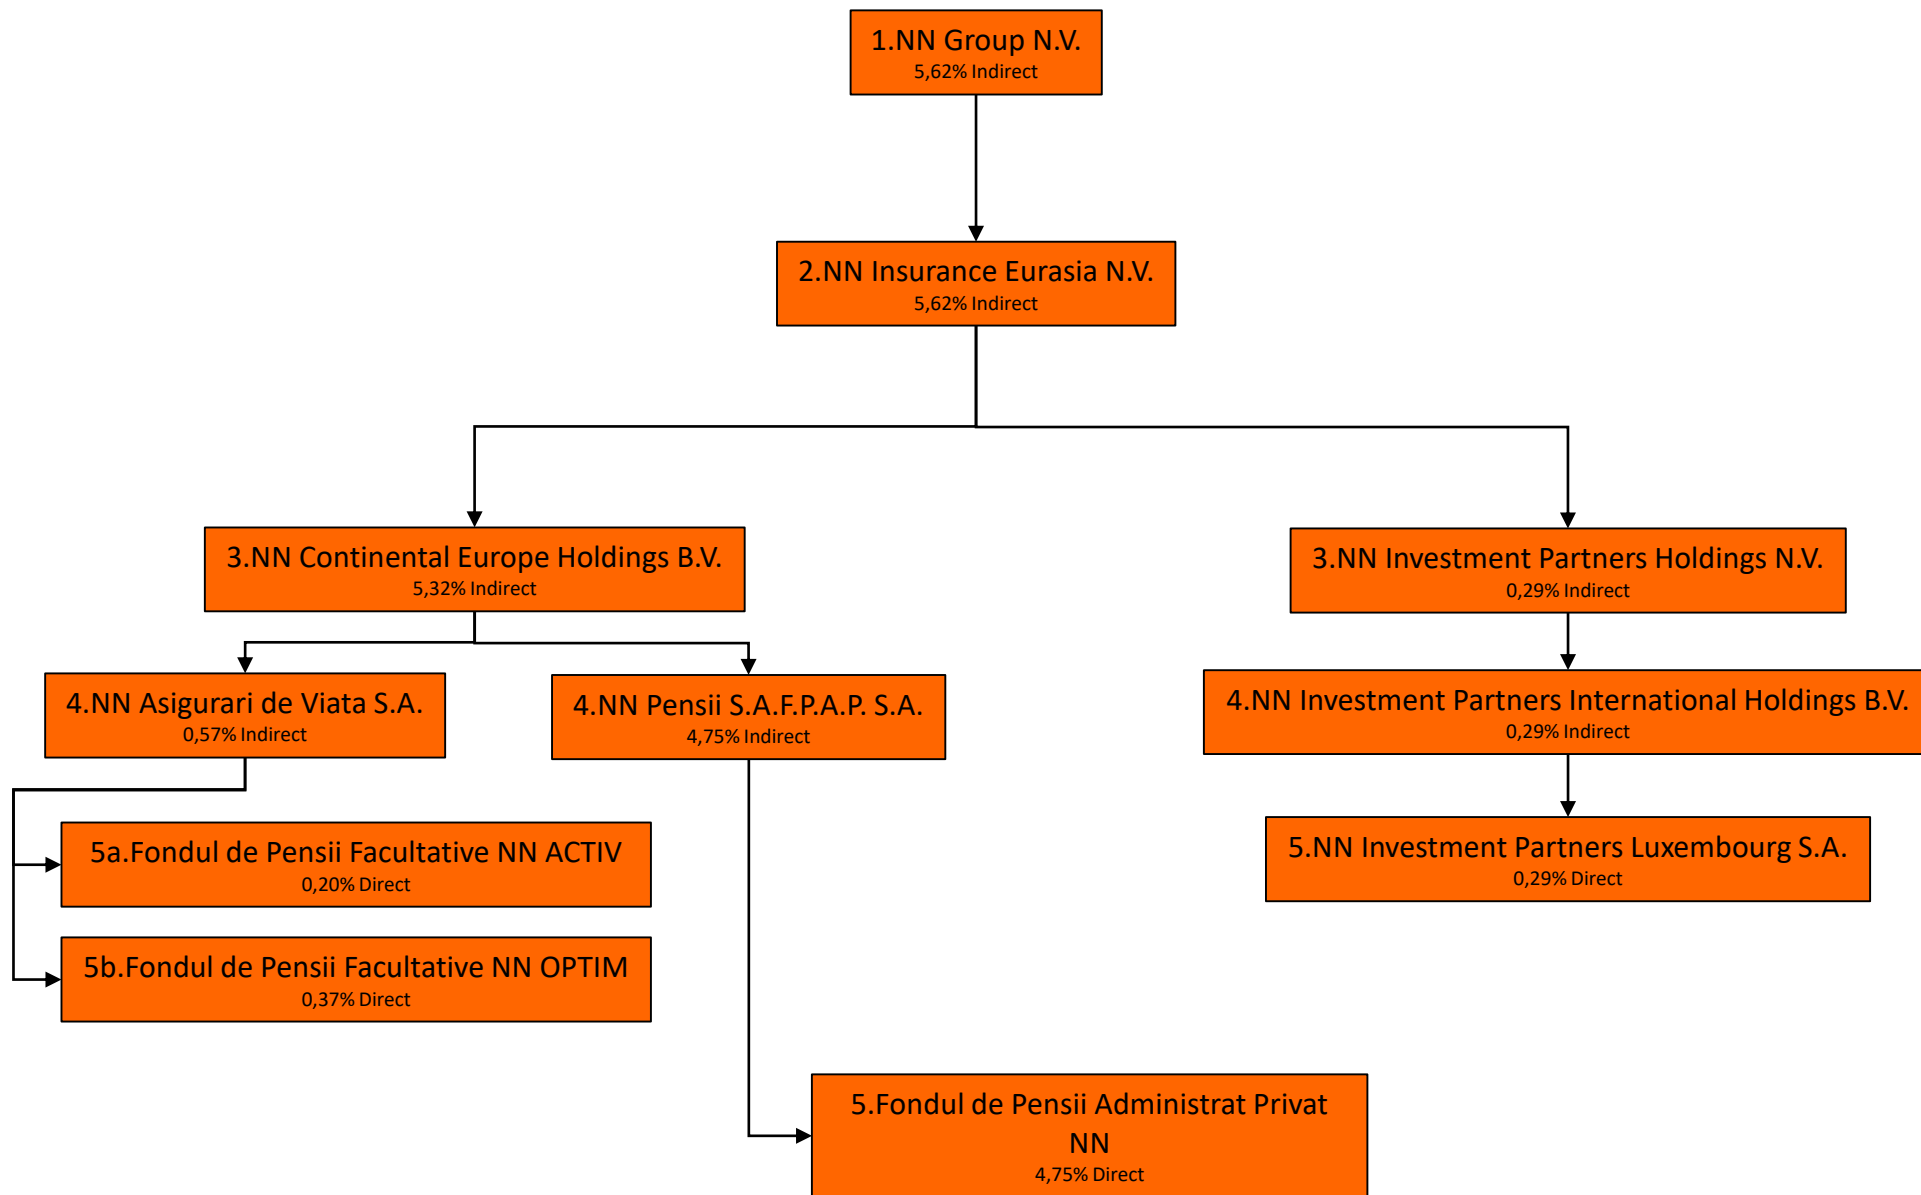 1.NN Group N.V.
5,62% Indirect
2.NN Insurance Eurasia N.V.
5,62% Indirect
3.NN Continental Europe Holdings B.V.
5,32% Indirect
3.NN Investment Partners Holdings N.V.
0,29% Indirect
4.NN Asigurari de Viata S.A.
0,57% Indirect
4.NN Pensii S.A.F.P.A.P. S.A.
4,75% Indirect
4.NN Investment Partners International Holdings B.V.
0,29% Indirect
5a.Fondul de Pensii Facultative NN ACTIV
0,20% Direct
5.NN Investment Partners Luxembourg S.A.
0,29% Direct
5b.Fondul de Pensii Facultative NN OPTIM
0,37% Direct
5.Fondul de Pensii Administrat Privat
NN
4,75% Direct